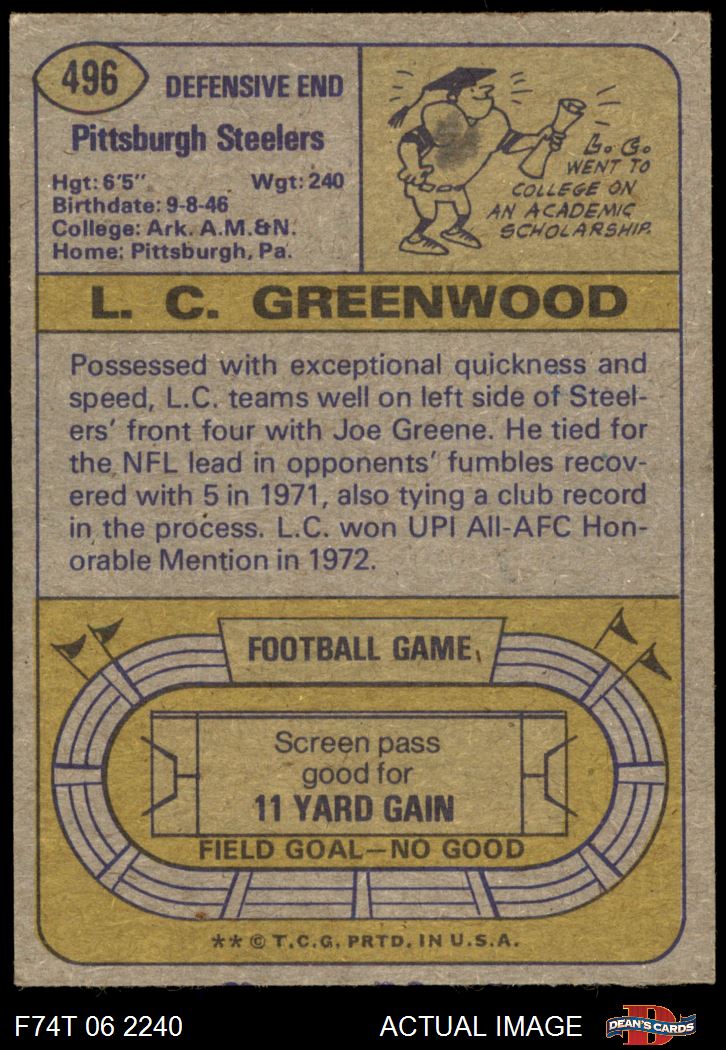 496
DEFENSIVE END
Pittsburgh Steelers
Hgt: 6'5" Wgt: 240
Birthdate: 9-8-46
College: Ark. A.M.&N.
Home: Pittsburgh, Pa.
L. C.
WENT TO
COLLEGE ON
AN ACADEMIC
SCHOLARSHIP.
L. C. GREENWOOD
Possessed with exceptional quickness and
speed, L.C. teams well on left side of Steel-
ers' front four with Joe Greene. He tied for
the NFL lead in opponents' fumbles recov-
ered with 5 in 1971, also tying a club record
in the process. L.C. won UPI All-AFC Hon-
orable Mention in 1972.
FOOTBALL GAME
Screen pass
good for
11 YARD GAIN
FIELD GOAL—NO GOOD
** © T.C.G. PRTD. IN U.S.A.
F74T 06 2240
ACTUAL IMAGE
D
DEAN'S CARDS